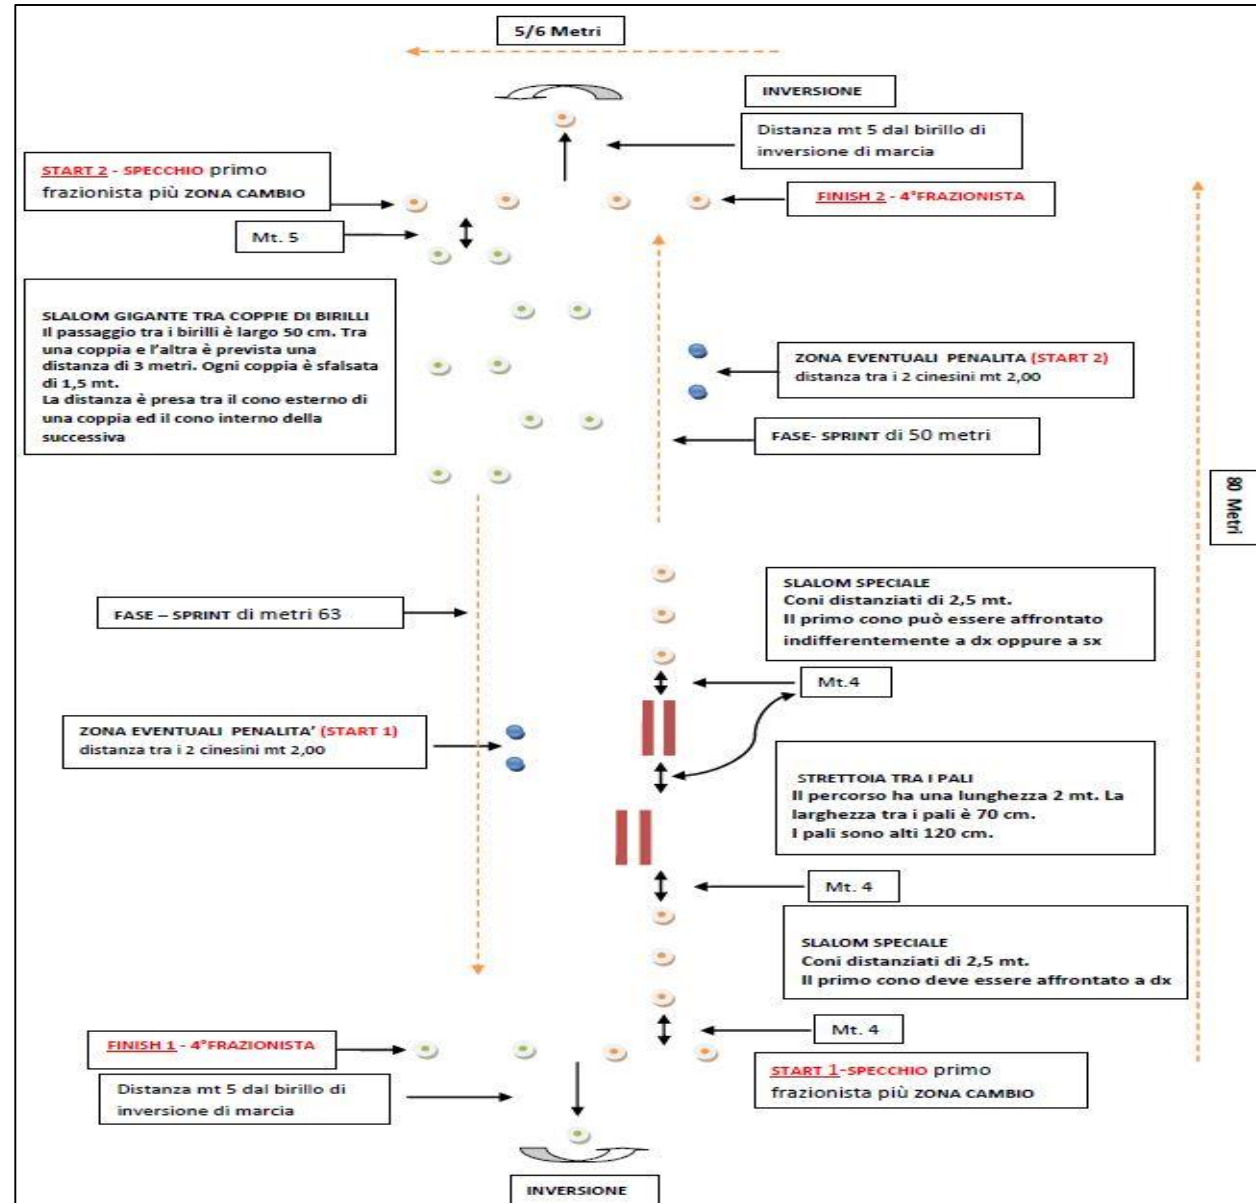 5/6 Metri
INVERSIONE
Distanza mt 5 dal birillo di
inversione di marcia
START 2 - SPECCHIO primo
frazionista più ZONA CAMBIO
FINISH 2 - 4°FRAZIONISTA
Mt. 5
SLALOM GIGANTE TRA COPPIE DI BIRILLI
Il passaggio tra i birilli è largo 50 cm. Tra
una coppia e l'altra è prevista una
distanza di 3 metri. Ogni coppia è sfalsata
di 1,5 mt.
La distanza è presa tra il cono esterno di
una coppia ed il cono interno della
successiva
ZONA EVENTUALI PENALITA (START 2)
distanza tra i 2 cinesini mt 2,00
FASE- SPRINT di 50 metri
80 Metri
SLALOM SPECIALE
Coni distanziati di 2,5 mt.
Il primo cono può essere affrontato
indifferentemente a dx oppure a sx
FASE – SPRINT di metri 63
Mt.4
ZONA EVENTUALI PENALITA' (START 1)
distanza tra i 2 cinesini mt 2,00
STRETTOIA TRA I PALI
Il percorso ha una lunghezza 2 mt. La
larghezza tra i pali è 70 cm.
I pali sono alti 120 cm.
Mt. 4
SLALOM SPECIALE
Coni distanziati di 2,5 mt.
Il primo cono deve essere affrontato a dx
Mt. 4
FINISH 1 - 4°FRAZIONISTA
START 1-SPECCHIO primo
frazionista più ZONA CAMBIO
Distanza mt 5 dal birillo di
inversione di marcia
INVERSIONE